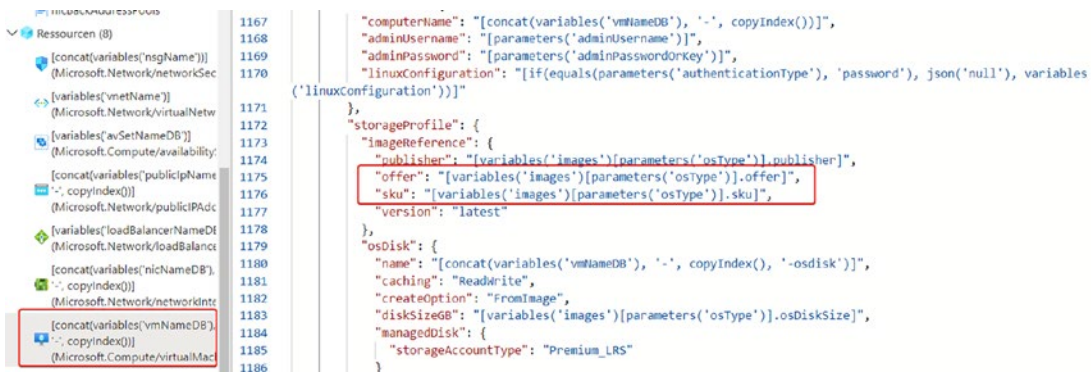 nicBackAddressPools
Ressourcen (8)
[concat(variables('nsgName'))]
(Microsoft.Network/networkSec
[variables('vnetName')]
(Microsoft.Network/virtualNetw
[variables('avSetNameDB')]
(Microsoft.Compute/availability
[concat(variables('publicIpName
'-', copyIndex())]
(Microsoft.Network/publicIPAdc
[variables('loadBalancerNameDB
(Microsoft.Network/loadBalance
[concat(variables('nicNameDB'),
'-', copyIndex())]
(Microsoft.Network/networkInte
[concat(variables('vmNameDB'),
'-', copyIndex())]
(Microsoft.Compute/virtualMacl
1167 "computerName": "[concat(variables('vmNameDB'), '-', copyIndex())]",
1168 "adminUsername": "[parameters('adminUsername')]",
1169 "adminPassword": "[parameters('adminPasswordOrKey')]",
1170 "linuxConfiguration": "[if(equals(parameters('authenticationType'), 'password'), json('null'), variables
('linuxConfiguration'))]"
1171 },
1172 "storageProfile": {
1173 "imageReference": {
1174 "publisher": "[variables('images')[parameters('osType')].publisher]",
1175 "offer": "[variables('images')[parameters('osType')].offer]",
1176 "sku": "[variables('images')[parameters('osType')].sku]",
1177 "version": "latest"
1178 },
1179 "osDisk": {
1180 "name": "[concat(variables('vmNameDB'), '-', copyIndex(), '-osdisk')]",
1181 "caching": "ReadWrite",
1182 "createOption": "FromImage",
1183 "diskSizeGB": "[variables('images')[parameters('osType')].osDiskSize]",
1184 "managedDisk": {
1185 "storageAccountType": "Premium_LRS"
1186 }